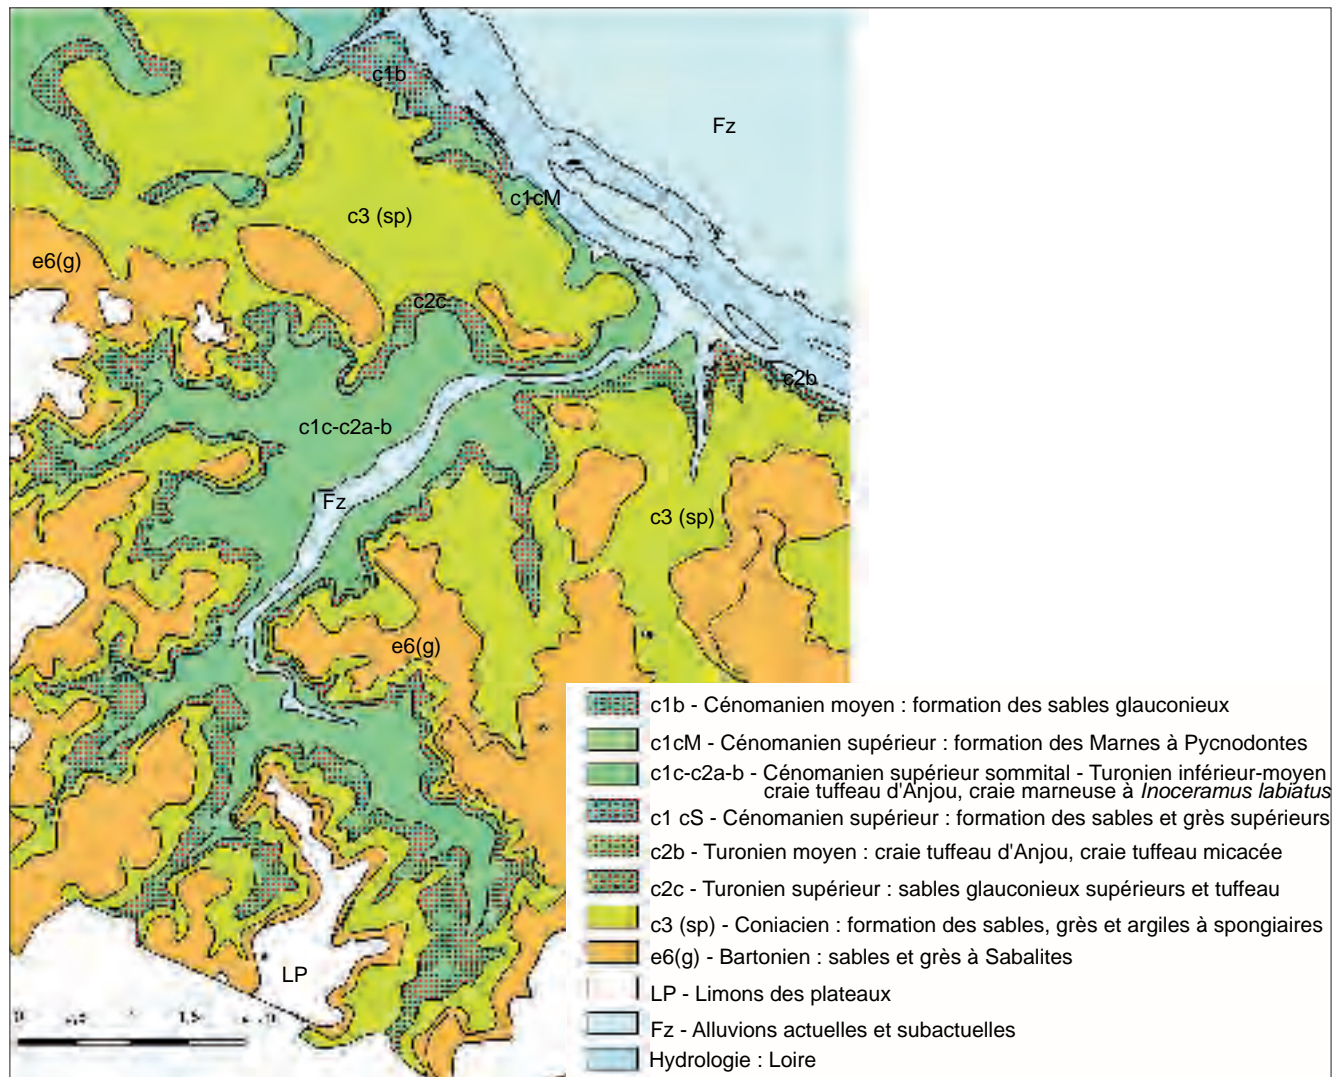 c1b
Fz
c1cM
c3 (sp)
e6(g)
c2c
c2b
c1c-c2a-b
Fz
c3 (sp)
e6(g)
LP
c1b - Cénomanien moyen : formation des sables glauconieux
c1cM - Cénomanien supérieur : formation des Marnes à Pycnodontes
c1c-c2a-b - Cénomanien supérieur sommital - Turonien inférieur-moyen
craie tuffeau d'Anjou, craie marneuse à Inoceramus labiatus
c1 cS - Cénomanien supérieur : formation des sables et grès supérieurs
c2b - Turonien moyen : craie tuffeau d'Anjou, craie tuffeau micacée
c2c - Turonien supérieur : sables glauconieux supérieurs et tuffeau
c3 (sp) - Coniacien : formation des sables, grès et argiles à spongiaires
e6(g) - Bartonien : sables et grès à Sabalites
LP - Limons des plateaux
Fz - Alluvions actuelles et subactuelles
Hydrologie : Loire